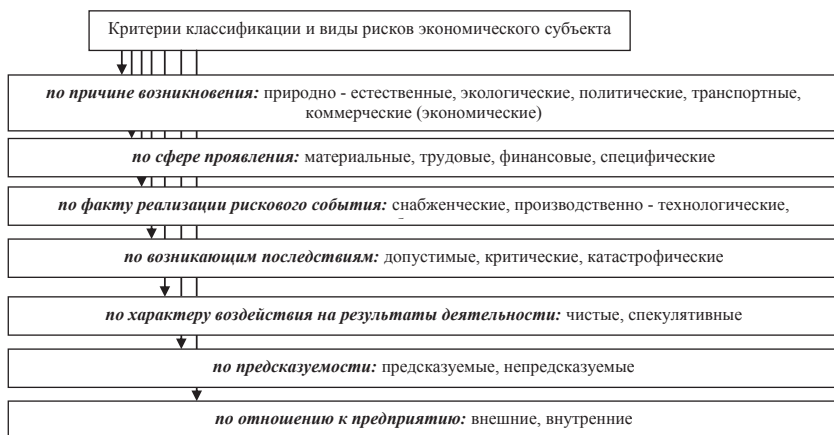 Критерии классификации и виды рисков экономического субъекта
по причине возникновения: природно - естественные, экологические, политические, транспортные,
коммерческие (экономические)
по сфере проявления: материальные, трудовые, финансовые, специфические
по факту реализации рискового события: снабженческие, производственно - технологические,
по возникающим последствиям: допустимые, критические, катастрофические
по характеру воздействия на результаты деятельности: чистые, спекулятивные
по предсказуемости: предсказуемые, непредсказуемые
по отношению к предприятию: внешние, внутренние